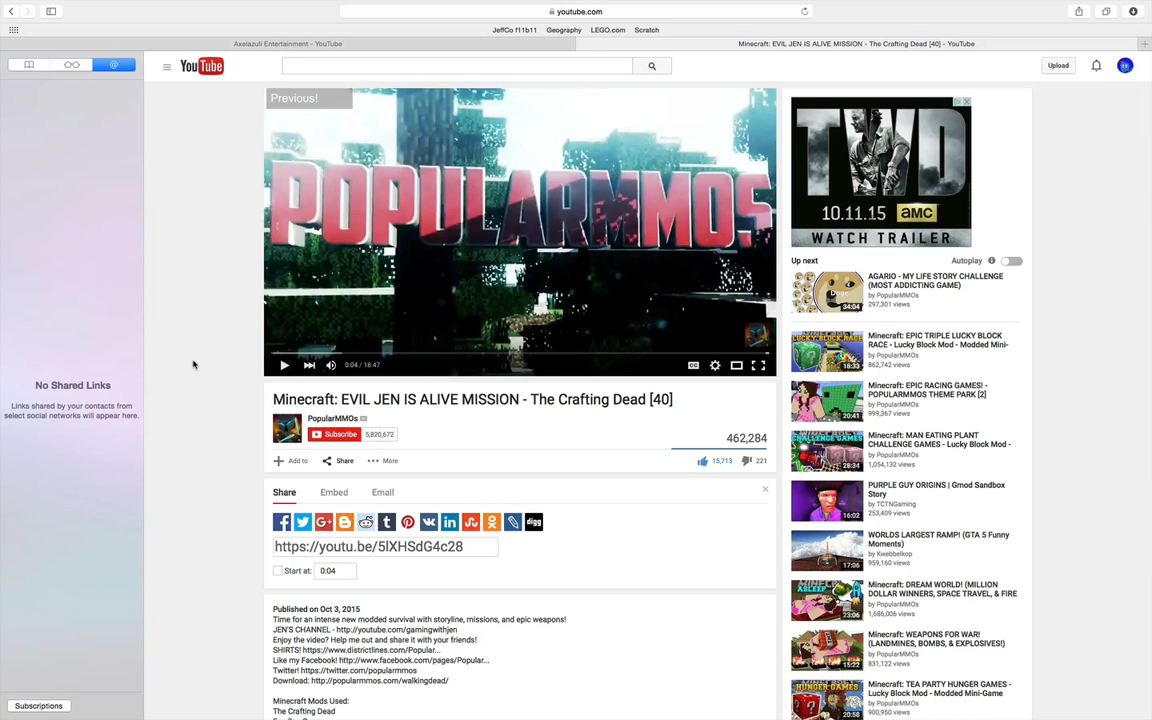 youtube.com
JeffCo f11b11 Geography LEGO.com Scratch
Axelazuli Entertainment - YouTube
Minecraft: EVIL JEN IS ALIVE MISSION - The Crafting Dead [40] - YouTube
@
No Shared Links
Links shared by your contacts from
select social networks will appear here.
Subscriptions
YouTube
Upload
Previous!
POPULARMMOS
0:04 / 18:47
CC
Minecraft: EVIL JEN IS ALIVE MISSION - The Crafting Dead [40]
PopularMMOs
Subscribe 5,820,672
462,284
Add to Share More
15,713 221
Share Embed Email
digg
https://youtu.be/5lXHSdG4c28
Start at: 0:04
Published on Oct 3, 2015
Time for an intense new modded survival with storyline, missions, and epic weapons!
JEN'S CHANNEL - http://youtube.com/gamingwithjen
Enjoy the video? Help me out and share it with your friends!
SHIRTS! https://www.districtlines.com/Popular...
Like my Facebook! http://www.facebook.com/pages/Popular...
Twitter! https://twitter.com/popularmmos
Download: http://popularmmos.com/walkingdead/
Minecraft Mods Used:
The Crafting Dead
TWD
10.11.15 aMC
WATCH TRAILER
Up next Autoplay
AGARIO - MY LIFE STORY CHALLENGE
(MOST ADDICTING GAME)
by PopularMMOs
297,301 views
34:04
Minecraft: EPIC TRIPLE LUCKY BLOCK
RACE - Lucky Block Mod - Modded Mini-
by PopularMMOs
862,742 views
18:33
Minecraft: EPIC RACING GAMES! -
POPULARMMOS THEME PARK [2]
by PopularMMOs
999,367 views
20:41
Minecraft: MAN EATING PLANT
CHALLENGE GAMES - Lucky Block Mod -
by PopularMMOs
1,054,132 views
28:34
PURPLE GUY ORIGINS | Gmod Sandbox
Story
by TCTNGaming
253,409 views
16:02
WORLDS LARGEST RAMP! (GTA 5 Funny
Moments)
by Kwebbelkop
959,160 views
17:06
Minecraft: DREAM WORLD! (MILLION
DOLLAR WINNERS, SPACE TRAVEL, & FIRE
by PopularMMOs
1,686,006 views
23:06
Minecraft: WEAPONS FOR WAR!
(LANDMINES, BOMBS, & EXPLOSIVES!)
by PopularMMOs
831,122 views
15:22
Minecraft: TEA PARTY HUNGER GAMES -
Lucky Block Mod - Modded Mini-Game
by PopularMMOs
900,950 views
20:58